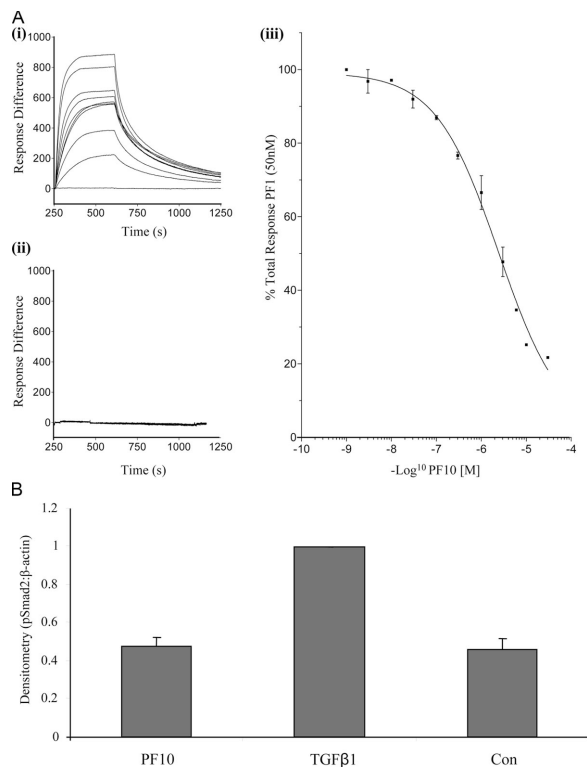 A
(i)
1000
800
600
400
200
0
Response Difference
250 500 750 1000 1250
Time (s)
(ii)
1000
800
600
400
200
0
Response Difference
250 500 750 1000 1250
Time (s)
(iii)
100
80
60
40
20
0
% Total Response PF1 (50nM)
-10 -9 -8 -7 -6 -5 -4
-Log10 PF10 [M]
B
1.2
1
0.8
0.6
0.4
0.2
0
Densitometry (pSmad2:β-actin)
PF10 TGFβ1 Con